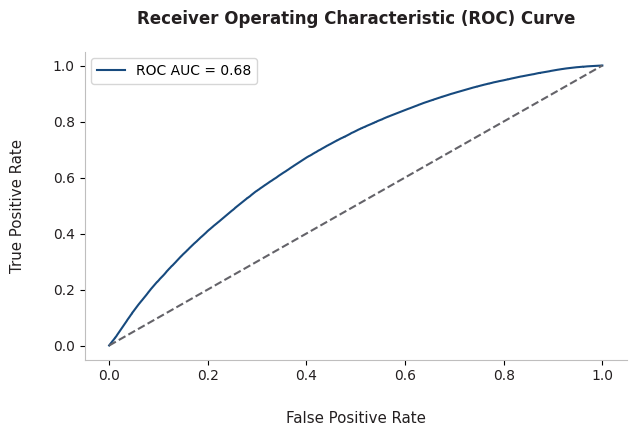 Receiver Operating Characteristic (ROC) Curve
ROC AUC = 0.68
True Positive Rate
1.0
0.8
0.6
0.4
0.2
0.0
0.0 0.2 0.4 0.6 0.8 1.0
False Positive Rate